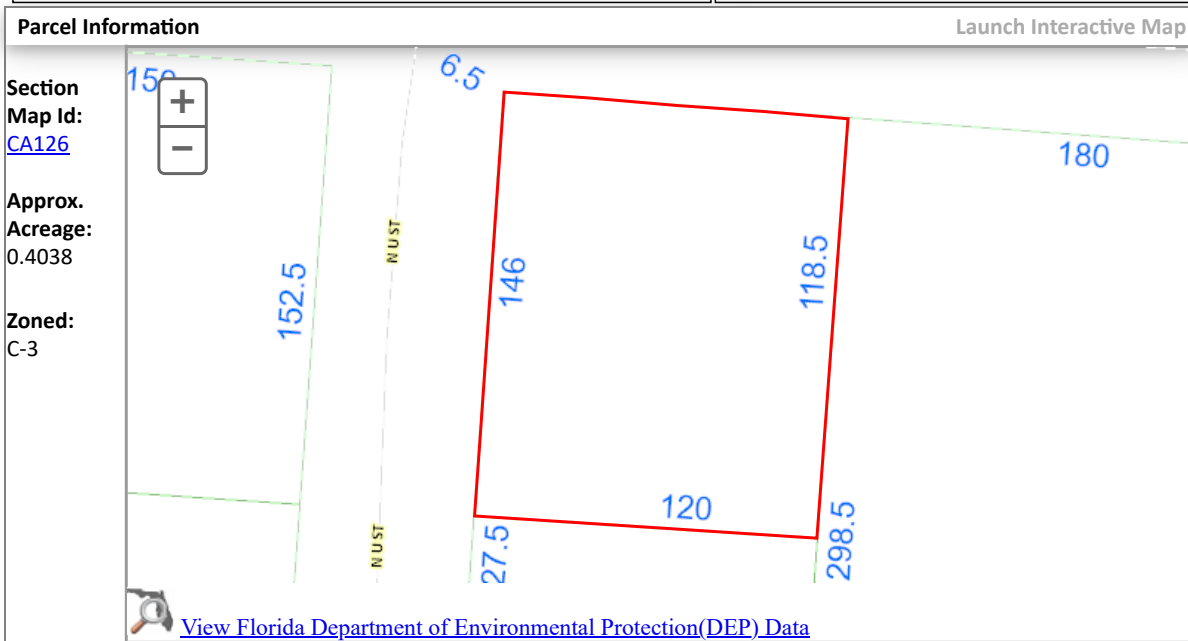 Parcel Information
Launch Interactive Map
Section
Map Id:
CA126
Approx.
Acreage:
0.4038
Zoned:
C-3
150
+
−
6.5
180
N U ST
152.5
146
118.5
120
N U ST
27.5
298.5
View Florida Department of Environmental Protection(DEP) Data